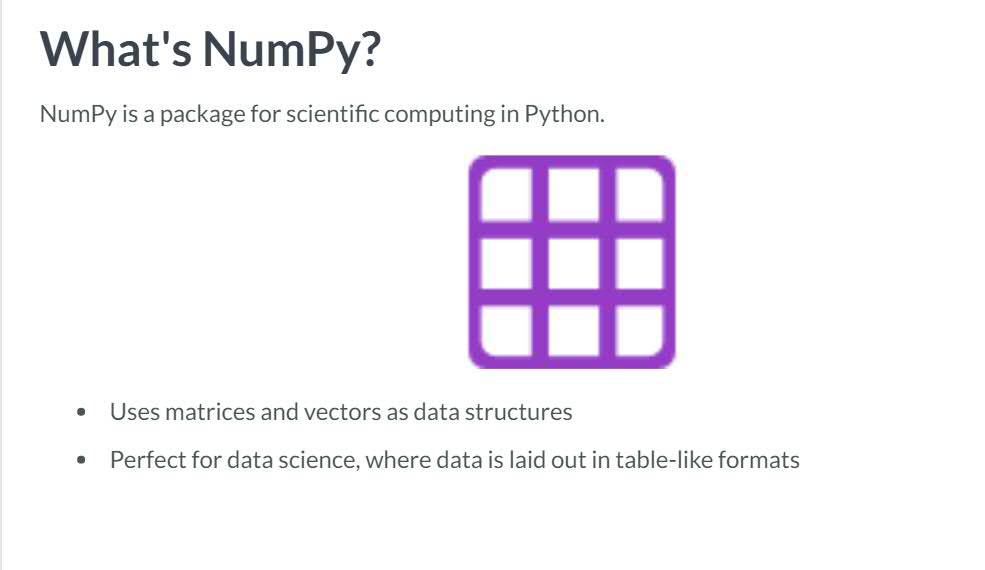 What's NumPy?
NumPy is a package for scientific computing in Python.
• Uses matrices and vectors as data structures
• Perfect for data science, where data is laid out in table-like formats